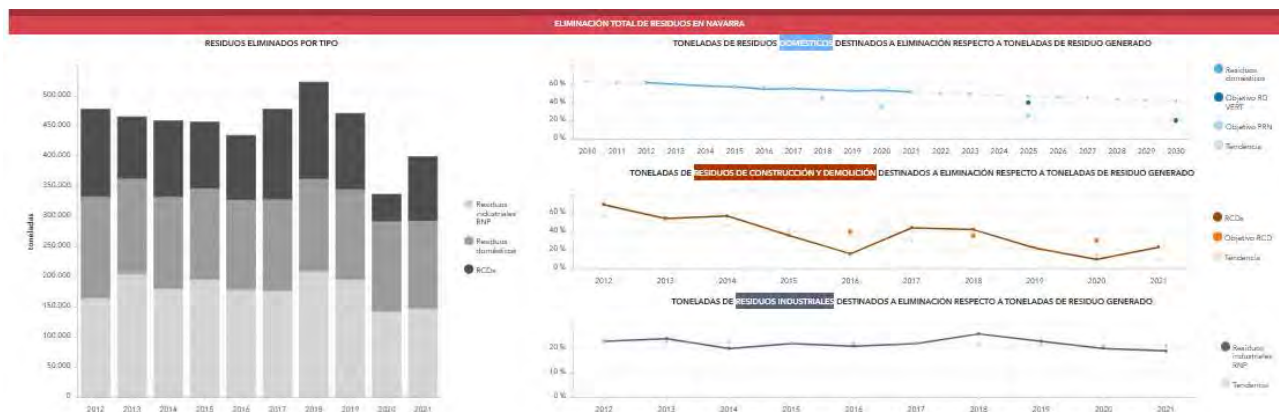 ELIMINACIÓN TOTAL DE RESIDUOS EN NAVARRA
RESIDUOS ELIMINADOS POR TIPO
500.000
450.000
400.000
350.000
300.000
250.000
200.000
150.000
100.000
50.000
0
toneladas
2012 2013 2014 2015 2016 2017 2018 2019 2020 2021
Residuos
industriales
RNP
Residuos
domésticos
RCDs
TONELADAS DE RESIDUOS DOMÉSTICOS DESTINADOS A ELIMINACIÓN RESPECTO A TONELADAS DE RESIDUO GENERADO
60 %
40 %
20 %
0 %
2010 2011 2012 2013 2014 2015 2016 2017 2018 2019 2020 2021 2022 2023 2024 2025 2026 2027 2028 2029 2030
Residuos
domésticos
Objetivo RD
VERT
Objetivo PRN
Tendencia
TONELADAS DE RESIDUOS DE CONSTRUCCIÓN Y DEMOLICIÓN DESTINADOS A ELIMINACIÓN RESPECTO A TONELADAS DE RESIDUO GENERADO
60 %
40 %
20 %
0 %
2012 2013 2014 2015 2016 2017 2018 2019 2020 2021
RCDs
Objetivo RCD
Tendencia
TONELADAS DE RESIDUOS INDUSTRIALES DESTINADOS A ELIMINACIÓN RESPECTO A TONELADAS DE RESIDUO GENERADO
20 %
10 %
0 %
2012 2013 2014 2015 2016 2017 2018 2019 2020 2021
Residuos
industriales
RNP
Tendencia